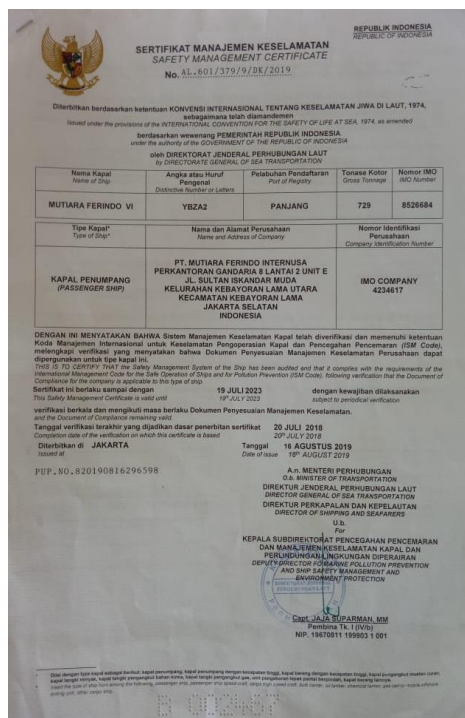 REPUBLIK INDONESIA
REPUBLIC OF INDONESIA
SERTIFIKAT MANAJEMEN KESELAMATAN
SAFETY MANAGEMENT CERTIFICATE
No. AL.601/379/9/DK/2019
Diterbitkan berdasarkan ketentuan KONVENSI INTERNASIONAL TENTANG KESELAMATAN JIWA DI LAUT, 1974,
sebagaimana telah diamandemen
Issued under the provisions of the INTERNATIONAL CONVENTION FOR THE SAFETY OF LIFE AT SEA, 1974, as amended
berdasarkan wewenang PEMERINTAH REPUBLIK INDONESIA
under the authority of the GOVERNMENT OF THE REPUBLIC OF INDONESIA
oleh DIREKTORAT JENDERAL PERHUBUNGAN LAUT
by DIRECTORATE GENERAL OF SEA TRANSPORTATION
Nama Kapal
Name of Ship
Angka atau Huruf Pengenal
Distinctive Number or Letters
Pelabuhan Pendaftaran
Port of Registry
Tonase Kotor
Gross Tonnage
Nomor IMO
IMO Number
MUTIARA FERINDO VI
YBZA2
PANJANG
729
8526684
Tipe Kapal*
Type of Ship*
Nama dan Alamat Perusahaan
Name and Address of Company
Nomor Identifikasi Perusahaan
Company Identification Number
KAPAL PENUMPANG
(PASSENGER SHIP)
PT. MUTIARA FERINDO INTERNUSA
PERKANTORAN GANDARIA 8 LANTAI 2 UNIT E
JL. SULTAN ISKANDAR MUDA
KELURAHAN KEBAYORAN LAMA UTARA
KECAMATAN KEBAYORAN LAMA
JAKARTA SELATAN
INDONESIA
IMO COMPANY
4234617
DENGAN INI MENYATAKAN BAHWA Sistem Manajemen Keselamatan Kapal telah diverifikasi dan memenuhi ketentuan
Koda Manajemen Internasional untuk Keselamatan Pengoperasian Kapal dan Pencegahan Pencemaran (ISM Code),
melengkapi verifikasi yang menyatakan bahwa Dokumen Penyesuaian Manajemen Keselamatan Perusahaan dapat
dipergunakan untuk tipe kapal ini.
THIS IS TO CERTIFY THAT the Safety Management System of the Ship has been audited and that it complies with the requirements of the
International Management Code for the Safe Operation of Ships and for Pollution Prevention (ISM Code), following verification that the Document of
Compliance for the company is applicable to this type of ship.
Sertifikat ini berlaku sampai dengan 19 JULI 2023 dengan kewajiban dilaksanakan
This Safety Management Certificate is valid until 19th JULY 2023 subject to periodical verification
verifikasi berkala dan mengikuti masa berlaku Dokumen Penyesuaian Manajemen Keselamatan.
and the Document of Compliance remaining valid.
Tanggal verifikasi terakhir yang dijadikan dasar penerbitan sertifikat 20 JULI 2018
Completion date of the verification on which this certificate is based 20th JULY 2018
Diterbitkan di JAKARTA Tanggal 16 AGUSTUS 2019
Issued at Date of issue 16th AUGUST 2019
PUP.NO.820190816296598
A.n. MENTERI PERHUBUNGAN
O.b. MINISTER OF TRANSPORTATION
DIREKTUR JENDERAL PERHUBUNGAN LAUT
DIRECTOR GENERAL OF SEA TRANSPORTATION
DIREKTUR PERKAPALAN DAN KEPELAUTAN
DIRECTOR OF SHIPPING AND SEAFARERS
U.b.
For
KEPALA SUBDIREKTORAT PENCEGAHAN PENCEMARAN
DAN MANAJEMEN KESELAMATAN KAPAL DAN
PERLINDUNGAN LINGKUNGAN DIPERAIRAN
DEPUTY DIRECTOR FO MARINE POLLUTION PREVENTION
AND SHIP SAFETY MANAGEMENT AND
ENVIRONMENT PROTECTION
Capt. JAJA SUPARMAN, MM
Pembina Tk. I (IV/b)
NIP. 19670811 199903 1 001